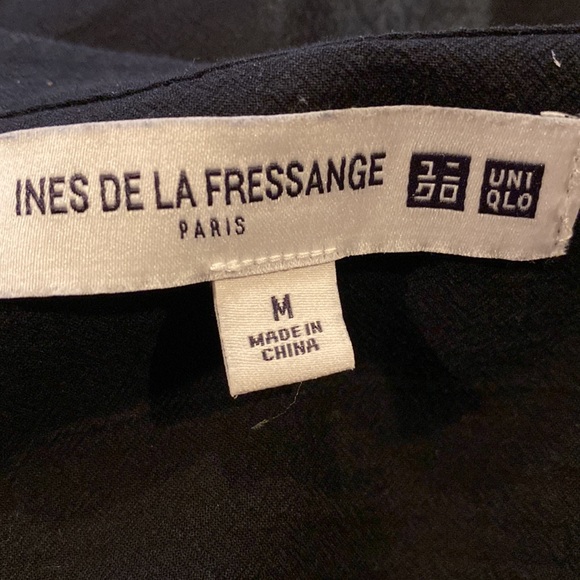 INES DE LA FRESSANGE
PARIS
ユニ
クロ
UNI
QLO
M
MADE IN
CHINA